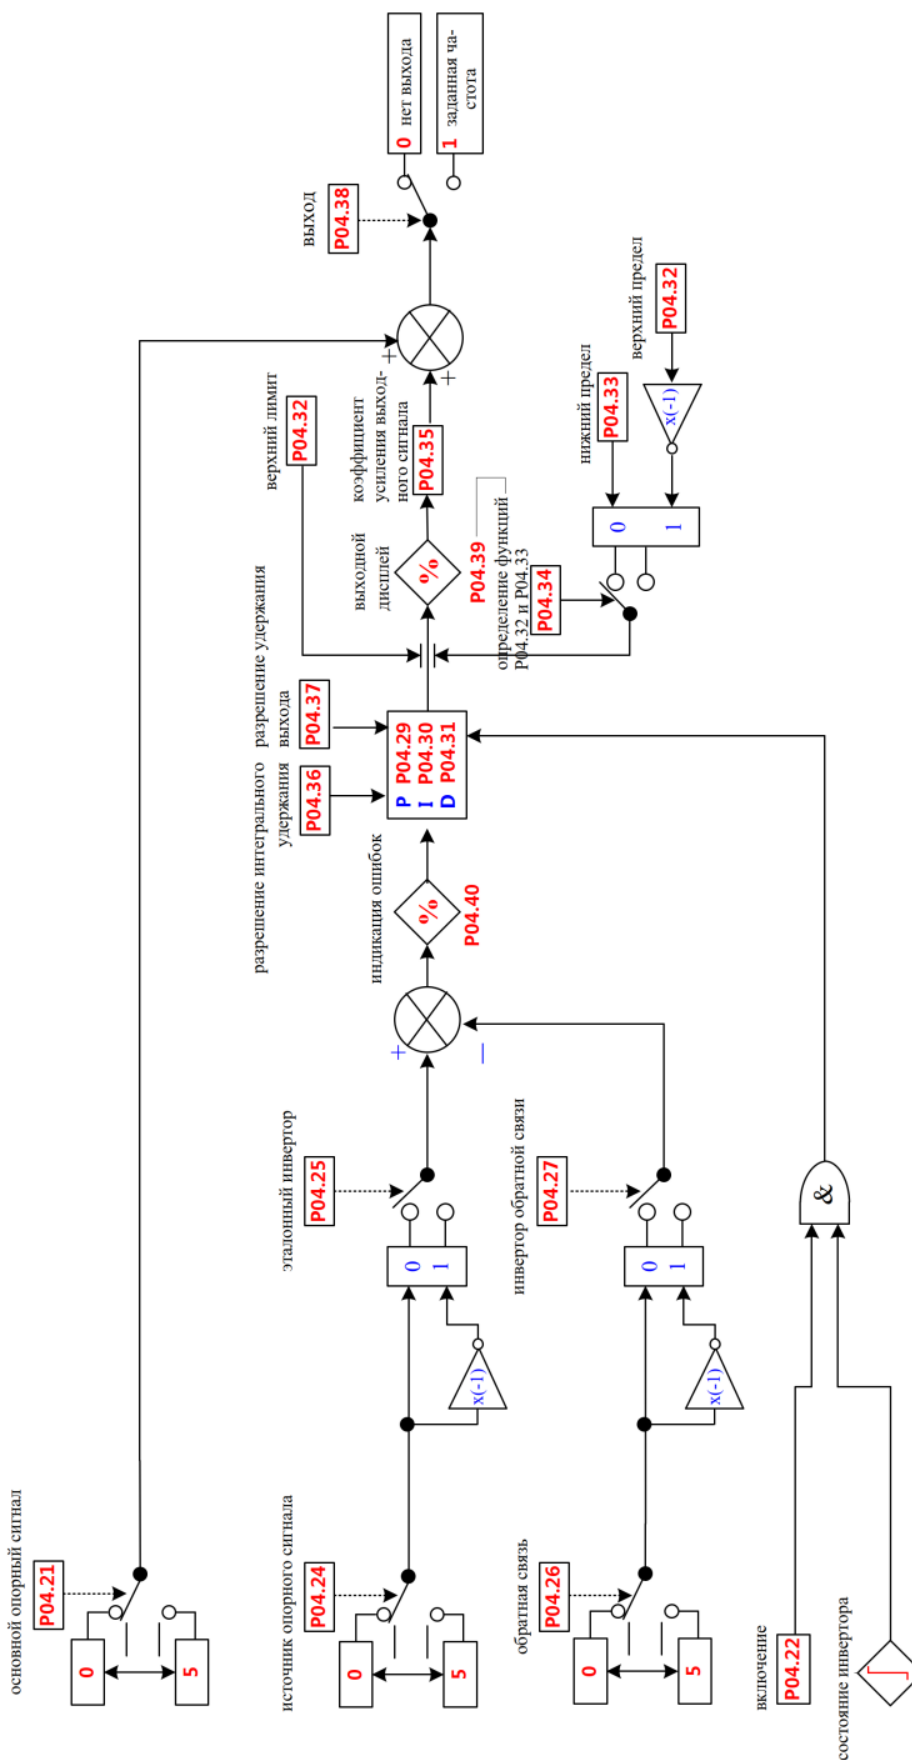 основной опорный сигнал
P04.21
0
5
источник опорного сигнала
P04.24
0
5
x(-1)
эталонный инвертор
P04.25
0
1
обратная связь
P04.26
0
5
x(-1)
инвертор обратной связи
P04.27
0
1
включение
P04.22
состояние инвертора
&
+
—
индикация ошибок
%
P04.40
разрешение интегрального
удержания
P04.36
разрешение удержания
выхода
P04.37
P P04.29
I P04.30
D P04.31
верхний лимит
P04.32
выходной
дисплей
%
P04.39
определение функций
P04.32 и P04.33
P04.34
коэффициент
усиления выход-
ного сигнала
P04.35
+
+
нижний предел
P04.33
верхний предел
P04.32
x(-1)
0
1
выход
P04.38
0 нет выхода
1 заданная ча-
стота